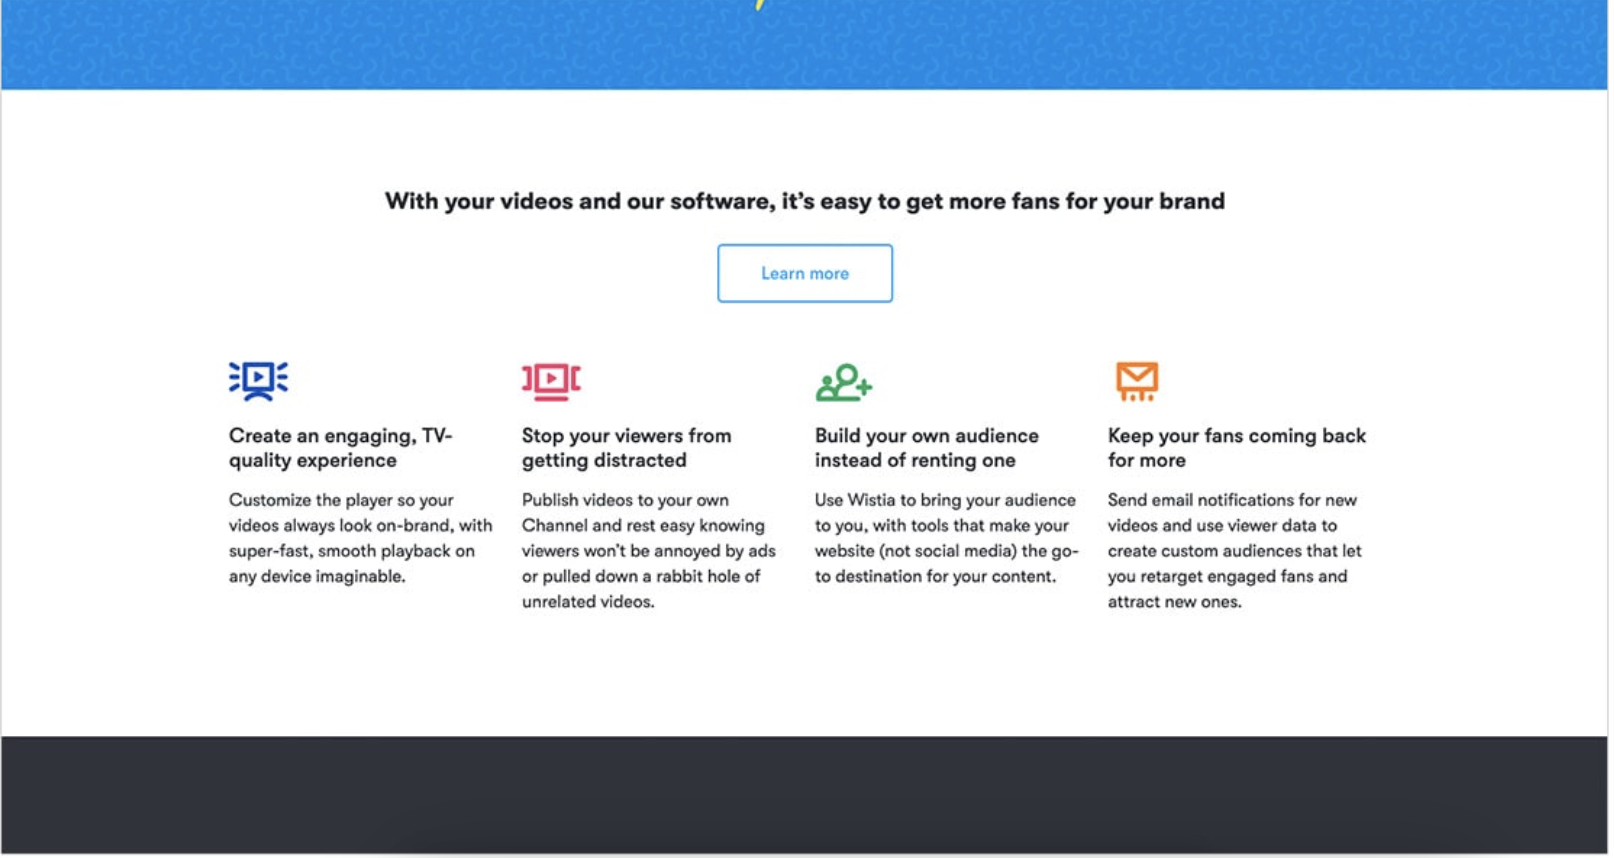 With your videos and our software, it's easy to get more fans for your brand
Learn more
Create an engaging, TV-
quality experience
Customize the player so your
videos always look on-brand, with
super-fast, smooth playback on
any device imaginable.
Stop your viewers from
getting distracted
Publish videos to your own
Channel and rest easy knowing
viewers won't be annoyed by ads
or pulled down a rabbit hole of
unrelated videos.
Build your own audience
instead of renting one
Use Wistia to bring your audience
to you, with tools that make your
website (not social media) the go-
to destination for your content.
Keep your fans coming back
for more
Send email notifications for new
videos and use viewer data to
create custom audiences that let
you retarget engaged fans and
attract new ones.